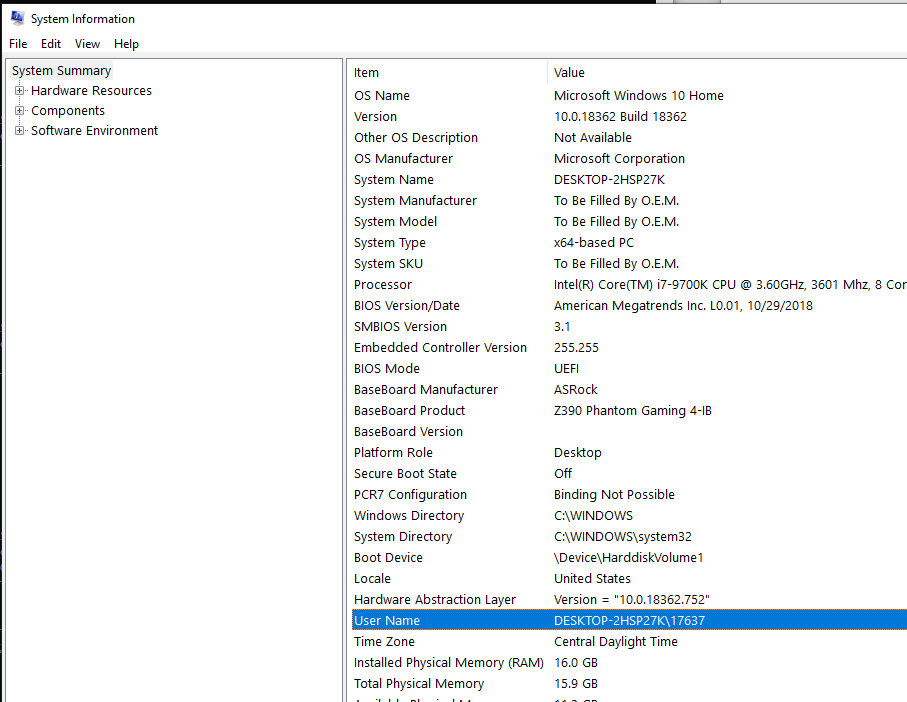 System Information
File Edit View Help
System Summary
Hardware Resources
Components
Software Environment
Item Value
OS Name Microsoft Windows 10 Home
Version 10.0.18362 Build 18362
Other OS Description Not Available
OS Manufacturer Microsoft Corporation
System Name DESKTOP-2HSP27K
System Manufacturer To Be Filled By O.E.M.
System Model To Be Filled By O.E.M.
System Type x64-based PC
System SKU To Be Filled By O.E.M.
Processor Intel(R) Core(TM) i7-9700K CPU @ 3.60GHz, 3601 Mhz, 8 Cor
BIOS Version/Date American Megatrends Inc. L0.01, 10/29/2018
SMBIOS Version 3.1
Embedded Controller Version 255.255
BIOS Mode UEFI
BaseBoard Manufacturer ASRock
BaseBoard Product Z390 Phantom Gaming 4-IB
BaseBoard Version
Platform Role Desktop
Secure Boot State Off
PCR7 Configuration Binding Not Possible
Windows Directory C:\WINDOWS
System Directory C:\WINDOWS\system32
Boot Device \Device\HarddiskVolume1
Locale United States
Hardware Abstraction Layer Version = "10.0.18362.752"
User Name DESKTOP-2HSP27K\17637
Time Zone Central Daylight Time
Installed Physical Memory (RAM) 16.0 GB
Total Physical Memory 15.9 GB